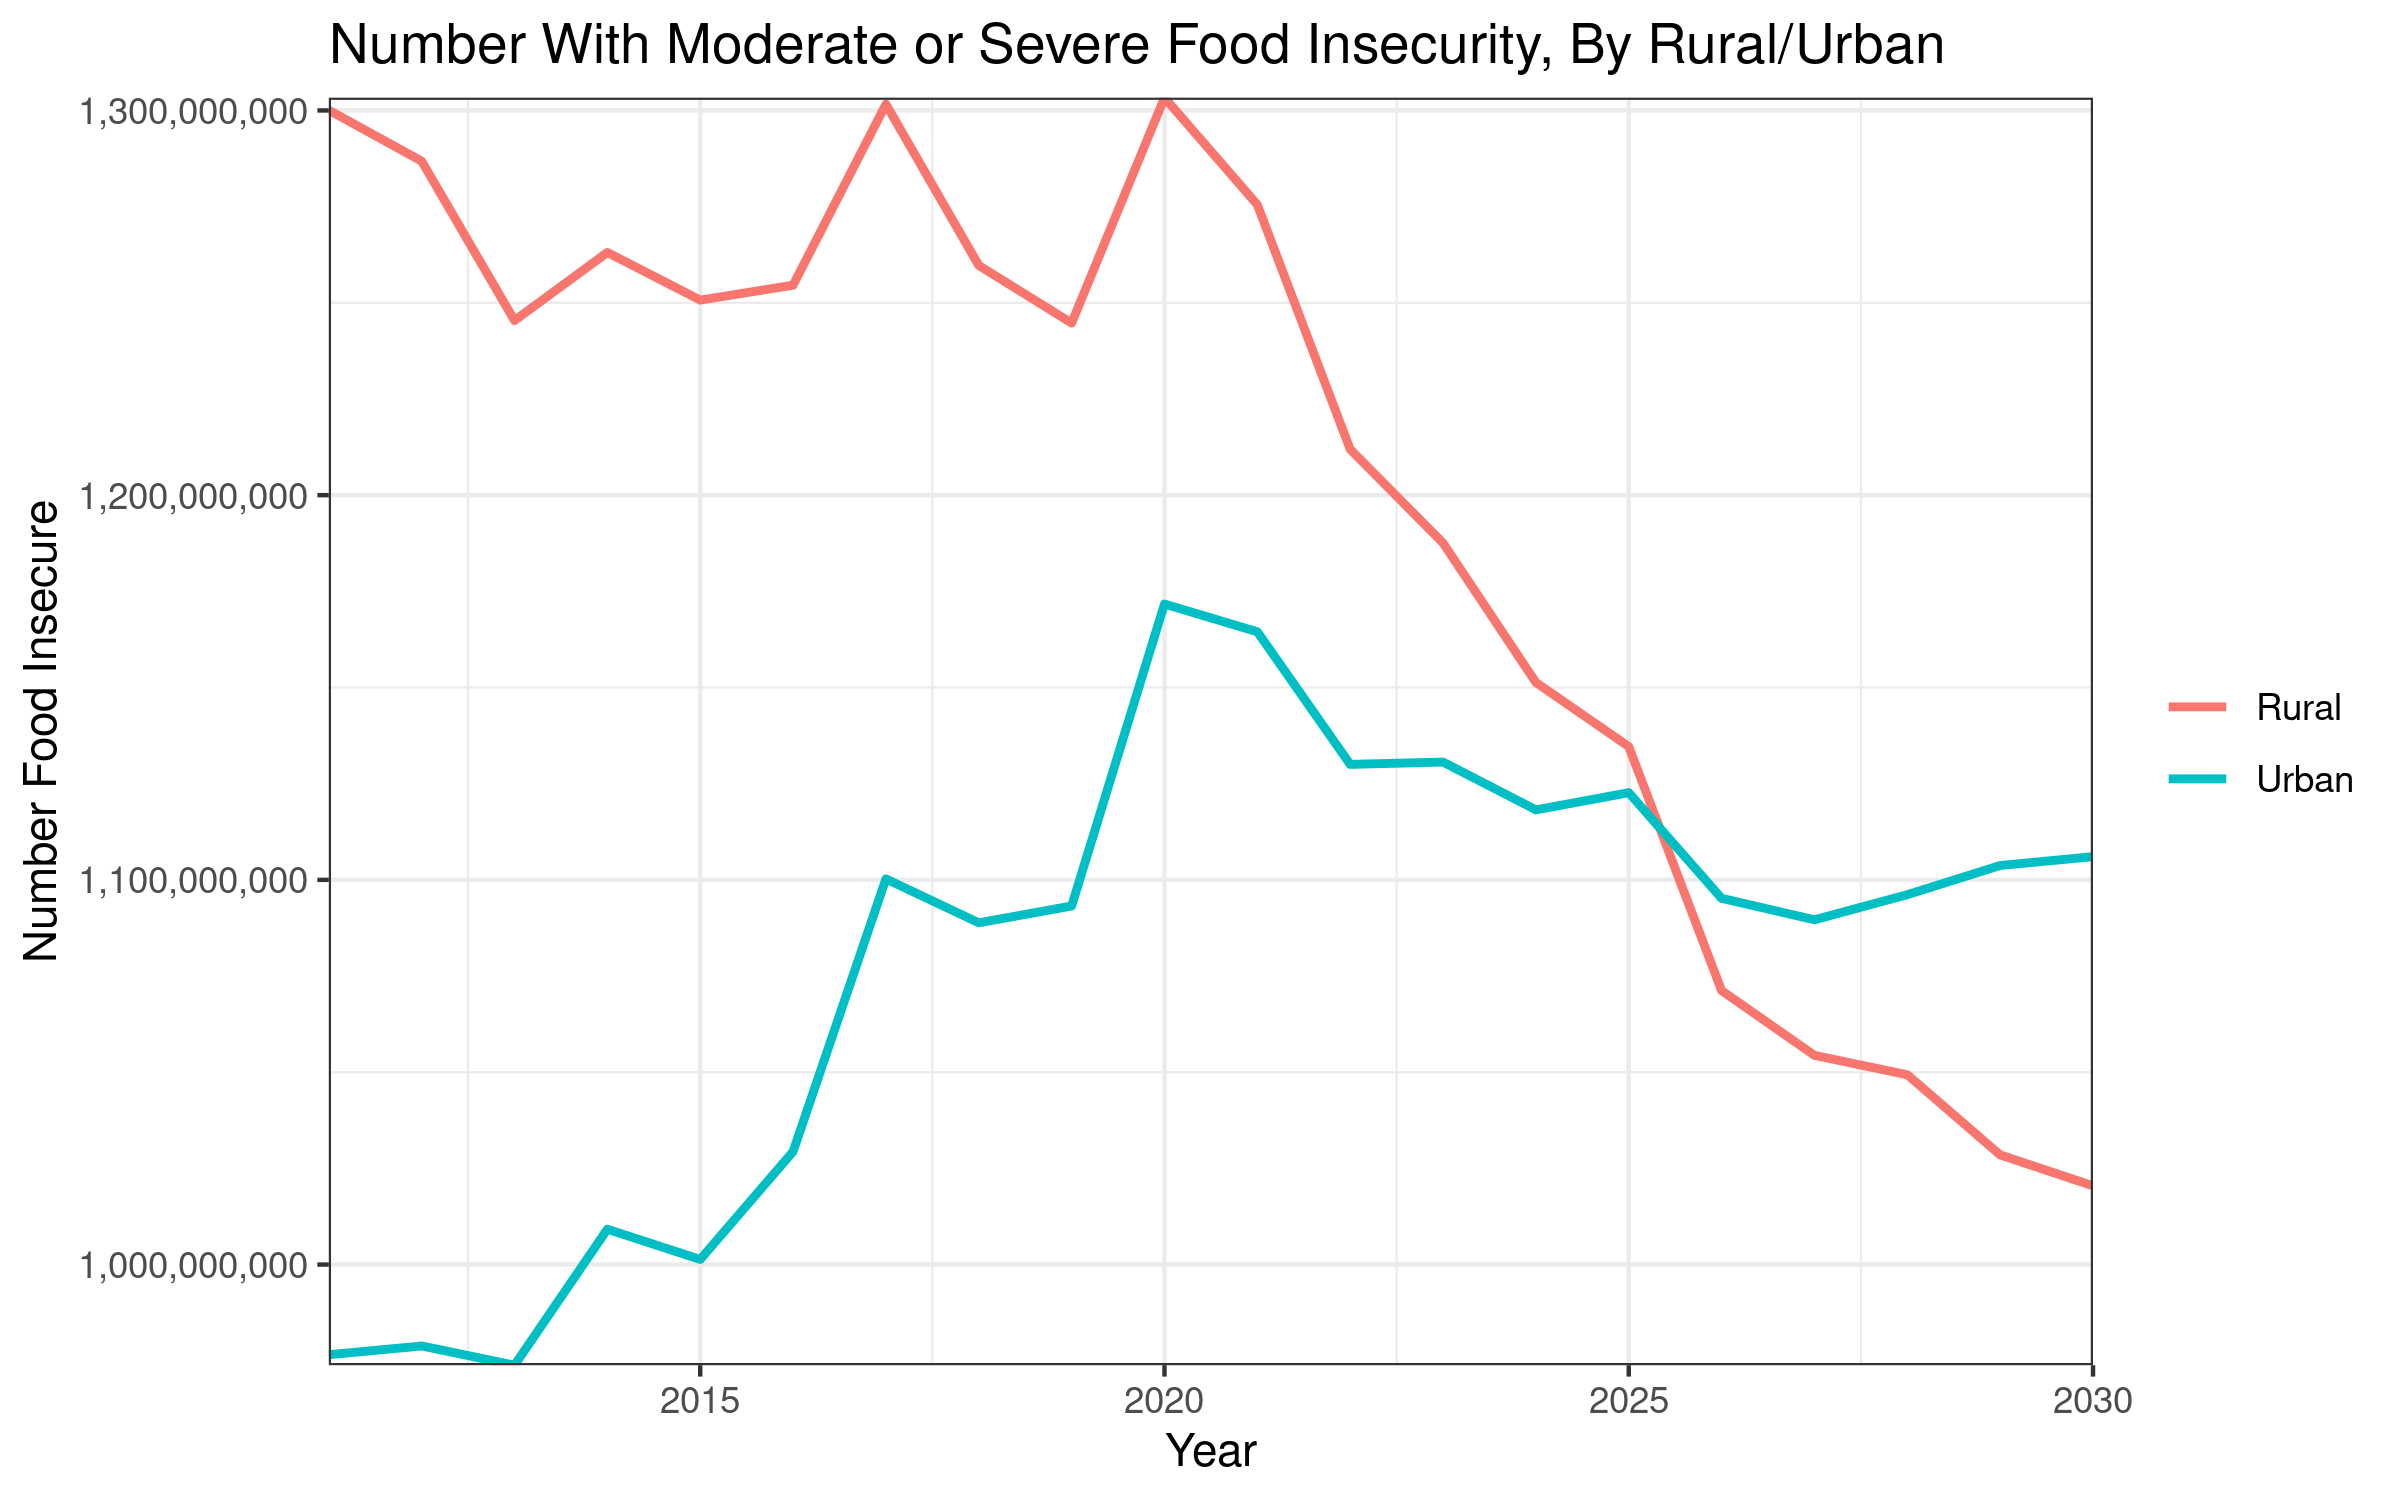 Number With Moderate or Severe Food Insecurity, By Rural/Urban
1,300,000,000
1,200,000,000
1,100,000,000
1,000,000,000
Number Food Insecure
2015
2020
2025
2030
Year
Rural
Urban